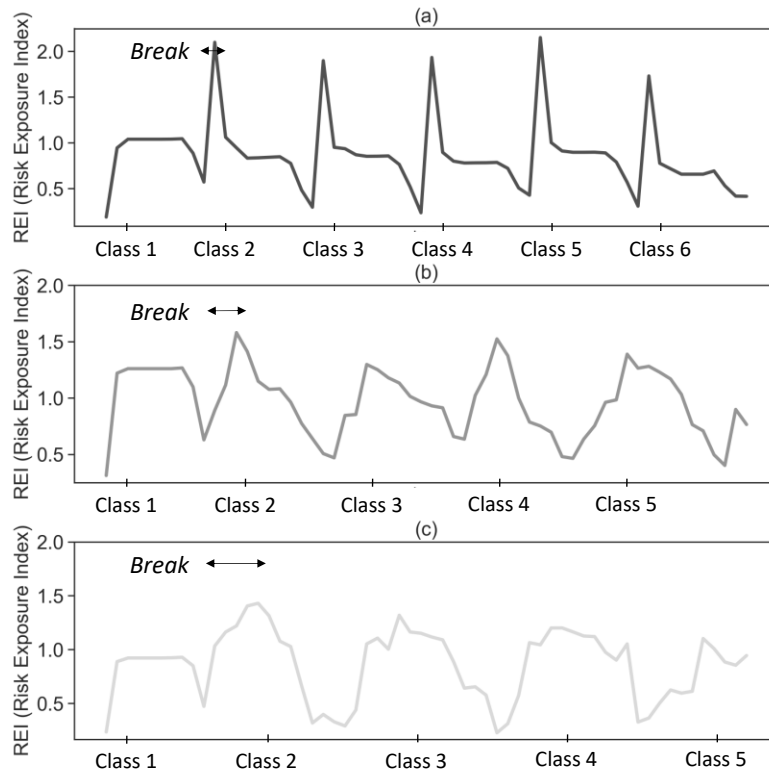 (a)
REI (Risk Exposure Index)
2.0
1.5
1.0
0.5
Break
Class 1 Class 2 Class 3 Class 4 Class 5 Class 6
(b)
REI (Risk Exposure Index)
2.0
1.5
1.0
0.5
Break
Class 1 Class 2 Class 3 Class 4 Class 5
(c)
REI (Risk Exposure Index)
2.0
1.5
1.0
0.5
Break
Class 1 Class 2 Class 3 Class 4 Class 5